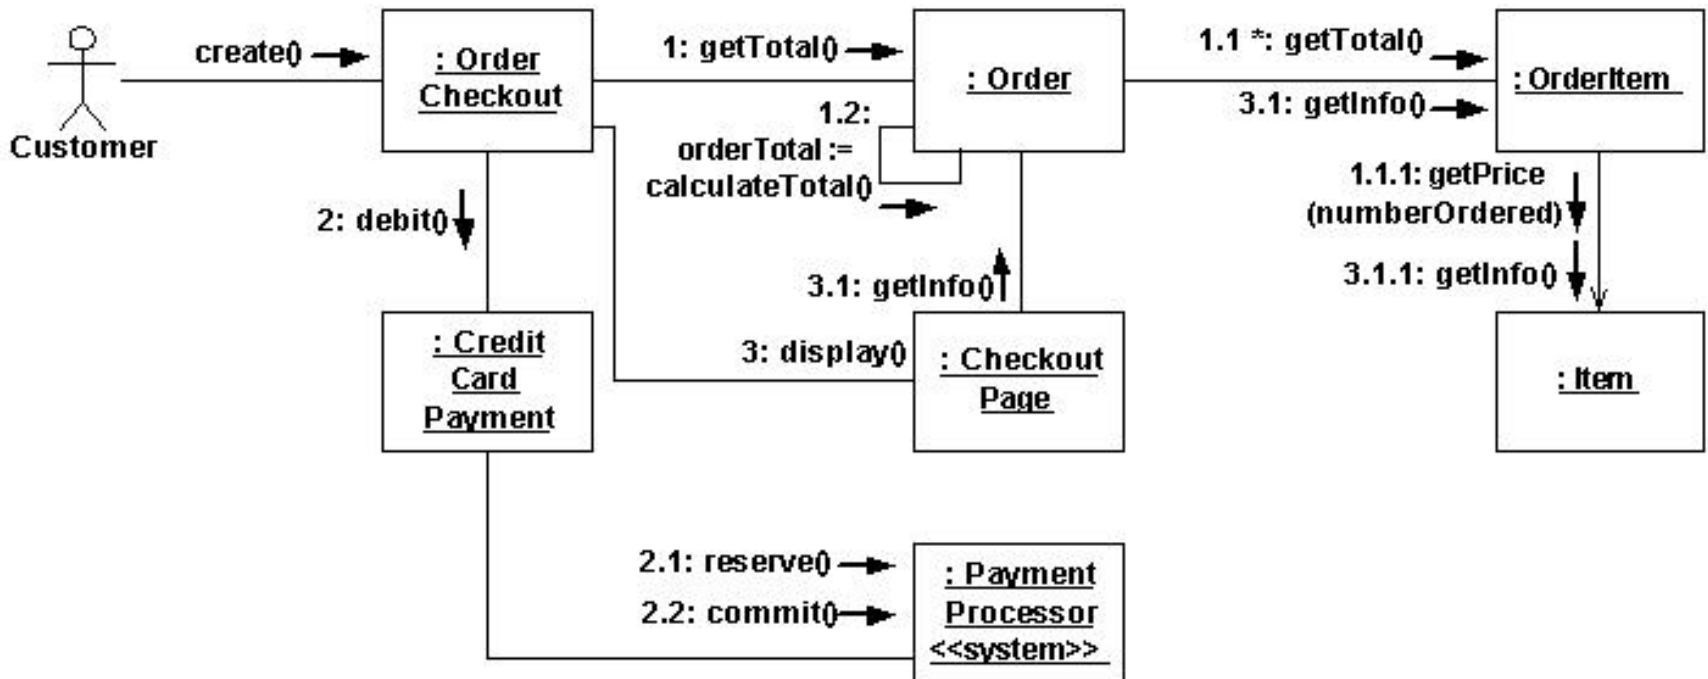 create()
Customer
: Order
Checkout
1: getTotal()
: Order
1.1 *: getTotal()
3.1: getInfo()
:OrderItem
1.2:
orderTotal :=
calculateTotal()
2: debit()
1.1.1: getPrice
(numberOrdered)
3.1.1: getInfo()
3.1: getInfo()
3: display()
: Credit
Card
Payment
: Checkout
Page
: Item
2.1: reserve()
2.2: commit()
: Payment
Processor
<<system>>